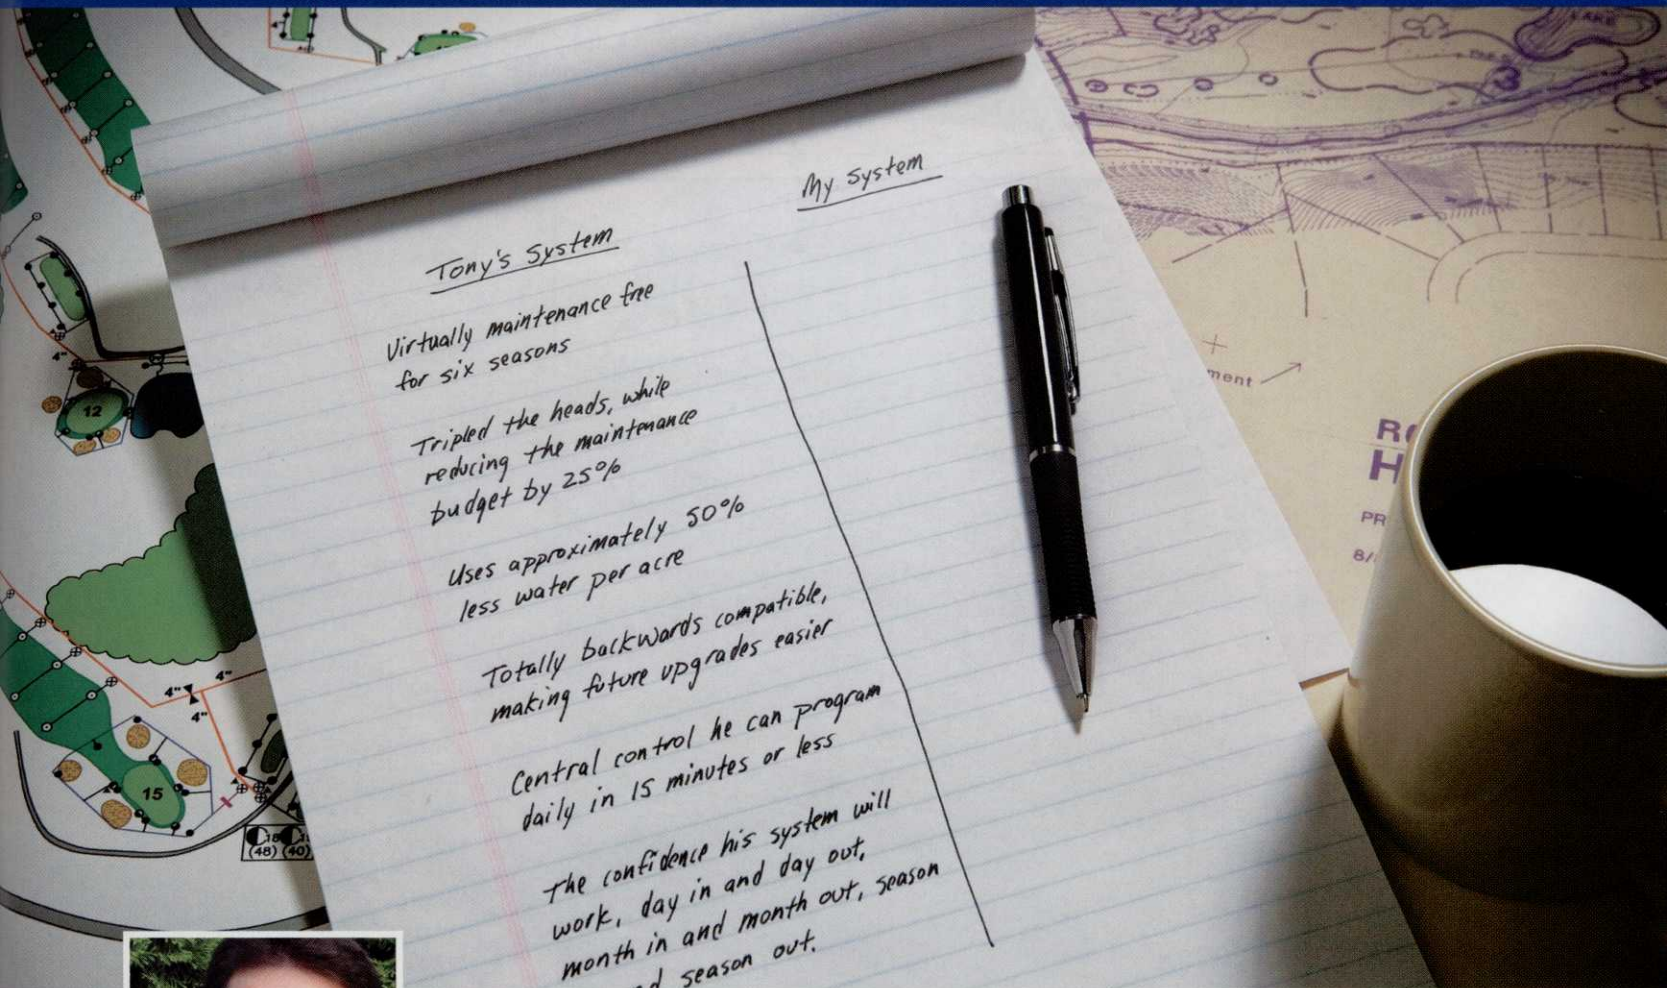 My System
Tony's System
Virtually maintenance free
for six seasons
Tripled the heads, while
reducing the maintenance
budget by 25%
Uses approximately 50%
less water per acre
Totally backwards compatible,
making future upgrades easier
Central control he can program
daily in 15 minutes or less
The confidence his system will
work, day in and day out,
month in and month out, season
season out.
12
4"
4"
4"
4"
15
(48) (40)
LAKE
3
PR
8/